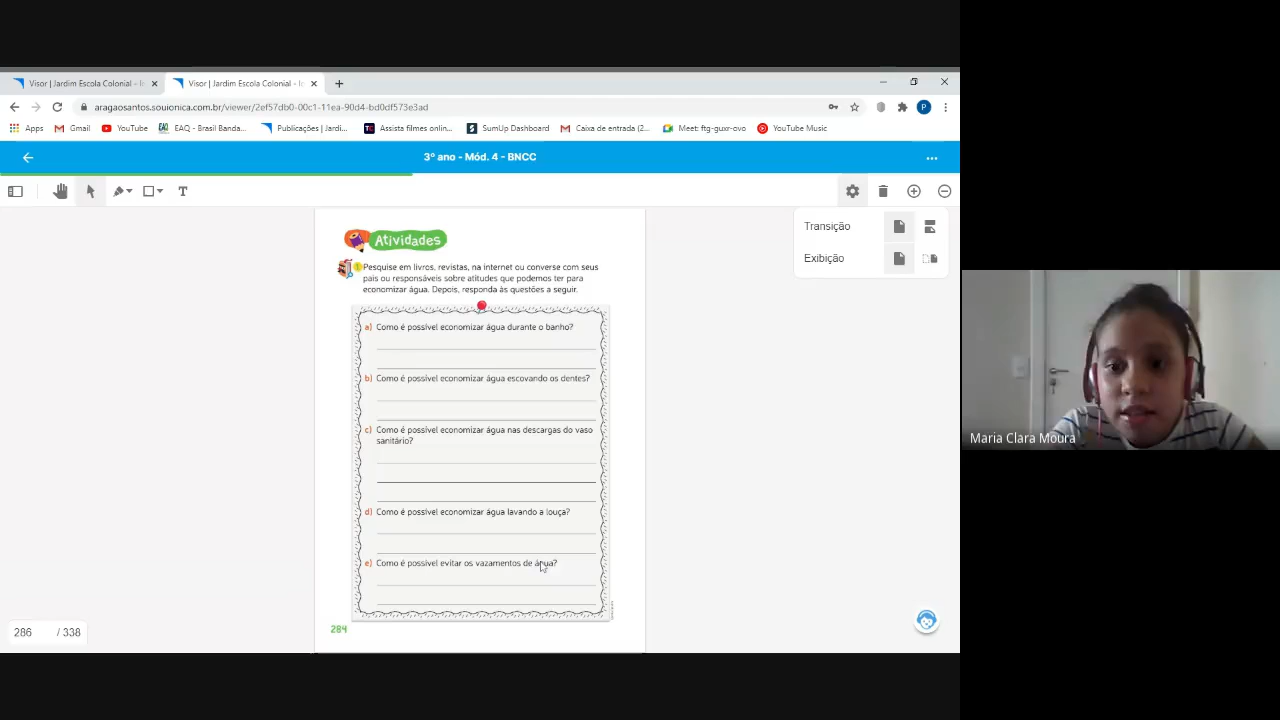 Visor | Jardim Escola Colonial - I
Visor | Jardim Escola Colonial - I
aragaosantos.souionica.com.br/viewer/2ef57db0-00c1-11ea-90d4-bd0df573e3ad
P
Apps
Gmail
YouTube
EAQ - Brasil Banda...
Publicações | Jardi...
Assista filmes onlin...
SumUp Dashboard
Caixa de entrada (2...
Meet: ftg-guxr-ovo
YouTube Music
3º ano - Mód. 4 - BNCC
T
Transição
Exibição
Atividades
1 Pesquise em livros, revistas, na internet ou converse com seus
pais ou responsáveis sobre atitudes que podemos ter para
economizar água. Depois, responda às questões a seguir.
a) Como é possível economizar água durante o banho?
b) Como é possível economizar água escovando os dentes?
c) Como é possível economizar água nas descargas do vaso
sanitário?
d) Como é possível economizar água lavando a louça?
e) Como é possível evitar os vazamentos de água?
284
286 / 338
Maria Clara Moura